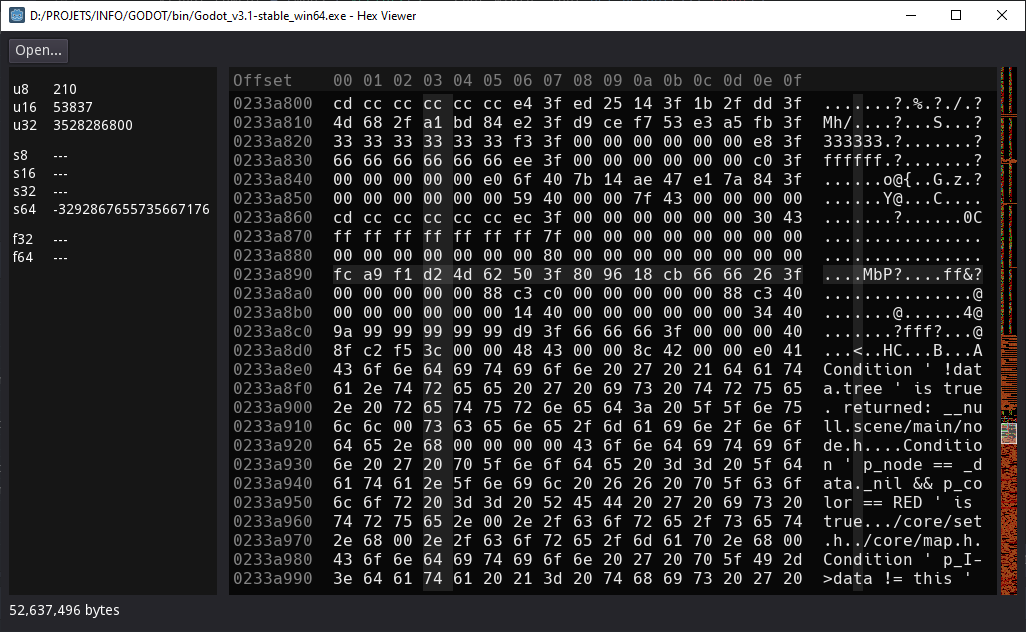 D:/PROJETS/INFO/GODOT/bin/Godot_v3.1-stable_win64.exe - Hex Viewer
Open...
u8 210
u16 53837
u32 3528286800
s8 ---
s16 ---
s32 ---
s64 -3292867655735667176
f32 ---
f64 ---
Offset 00 01 02 03 04 05 06 07 08 09 0a 0b 0c 0d 0e 0f
0233a800 cd cc cc cc cc cc e4 3f ed 25 14 3f 1b 2f dd 3f .......?.%.?./.?
0233a810 4d 68 2f a1 bd 84 e2 3f d9 ce f7 53 e3 a5 fb 3f Mh/....?...S...?
0233a820 33 33 33 33 33 33 f3 3f 00 00 00 00 00 00 e8 3f 333333.?.......?
0233a830 66 66 66 66 66 66 ee 3f 00 00 00 00 00 00 c0 3f ffffff.?.......?
0233a840 00 00 00 00 00 e0 6f 40 7b 14 ae 47 e1 7a 84 3f ......o@{..G.z.?
0233a850 00 00 00 00 00 00 59 40 00 00 7f 43 00 00 00 00 ......Y@...C....
0233a860 cd cc cc cc cc cc ec 3f 00 00 00 00 00 00 30 43 .......?......0C
0233a870 ff ff ff ff ff ff ff 7f 00 00 00 00 00 00 00 00 ................
0233a880 00 00 00 00 00 00 00 80 00 00 00 00 00 00 00 00 ................
0233a890 fc a9 f1 d2 4d 62 50 3f 80 96 18 cb 66 66 26 3f ....MbP?....ff&?
0233a8a0 00 00 00 00 00 88 c3 c0 00 00 00 00 00 88 c3 40 ...............@
0233a8b0 00 00 00 00 00 00 14 40 00 00 00 00 00 00 34 40 .......@......4@
0233a8c0 9a 99 99 99 99 99 d9 3f 66 66 66 3f 00 00 00 40 .......?fff?...@
0233a8d0 8f c2 f5 3c 00 00 48 43 00 00 8c 42 00 00 e0 41 ...<..HC...B...A
0233a8e0 43 6f 6e 64 69 74 69 6f 6e 20 27 20 21 64 61 74 Condition ' !dat
0233a8f0 61 2e 74 72 65 65 20 27 20 69 73 20 74 72 75 65 a.tree ' is true
0233a900 2e 20 72 65 74 75 72 6e 65 64 3a 20 5f 5f 6e 75 . returned: __nu
0233a910 6c 6c 00 73 63 65 6e 65 2f 6d 61 69 6e 2f 6e 6f ll.scene/main/no
0233a920 64 65 2e 68 00 00 00 00 43 6f 6e 64 69 74 69 6f de.h....Conditio
0233a930 6e 20 27 20 70 5f 6e 6f 64 65 20 3d 3d 20 5f 64 n ' p_node == _d
0233a940 61 74 61 2e 5f 6e 69 6c 20 26 26 20 70 5f 63 6f ata._nil && p_co
0233a950 6c 6f 72 20 3d 3d 20 52 45 44 20 27 20 69 73 20 lor == RED ' is
0233a960 74 72 75 65 2e 00 2e 2f 63 6f 72 65 2f 73 65 74 true.../core/set
0233a970 2e 68 00 2e 2e 2f 63 6f 72 65 2f 6d 61 70 2e 68 00 .h../core/map.h.
0233a980 43 6f 6e 64 69 74 69 6f 6e 20 27 20 70 5f 49 2d Condition ' p_I-
0233a990 3e 64 61 74 61 20 21 3d 20 74 68 69 73 20 27 20 >data != this '
52,637,496 bytes